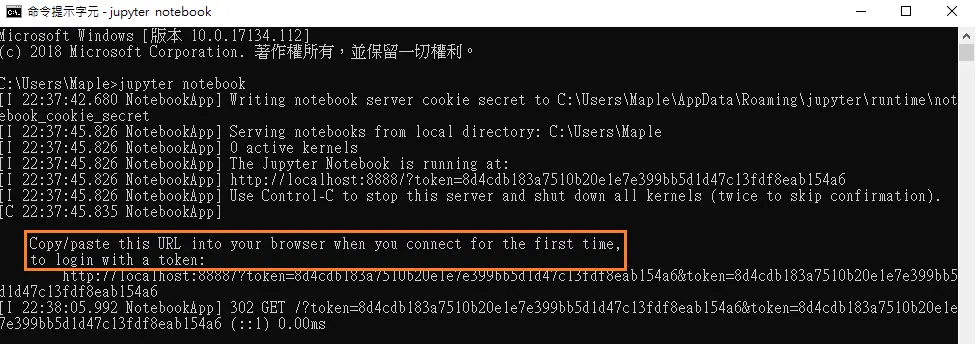 命令提示字元 - jupyter notebook
Microsoft Windows [版本 10.0.17134.112]
(c) 2018 Microsoft Corporation. 著作權所有，並保留一切權利。
C:\Users\Maple>jupyter notebook
[I 22:37:42.680 NotebookApp] Writing notebook server cookie secret to C:\Users\Maple\AppData\Roaming\jupyter\runtime\not
ebook_cookie_secret
[I 22:37:45.826 NotebookApp] Serving notebooks from local directory: C:\Users\Maple
[I 22:37:45.826 NotebookApp] 0 active kernels
[I 22:37:45.826 NotebookApp] The Jupyter Notebook is running at:
[I 22:37:45.826 NotebookApp] http://localhost:8888/?token=8d4cdb183a7510b20e1e7e399bb5d1d47c13fdf8eab154a6
[I 22:37:45.826 NotebookApp] Use Control-C to stop this server and shut down all kernels (twice to skip confirmation).
[C 22:37:45.835 NotebookApp]
Copy/paste this URL into your browser when you connect for the first time,
to login with a token:
http://localhost:8887/?token=8d4cdb183a7510b20e1e7e399bb5d1d47c13fdf8eab154a6&token=8d4cdb183a7510b20e1e7e399bb5
d1d47c13fdf8eab154a6
[I 22:38:05.992 NotebookApp] 302 GET /?token=8d4cdb183a7510b20e1e7e399bb5d1d47c13fdf8eab154a6&token=8d4cdb183a7510b20e1e
7e399bb5d1d47c13fdf8eab154a6 (::1) 0.00ms